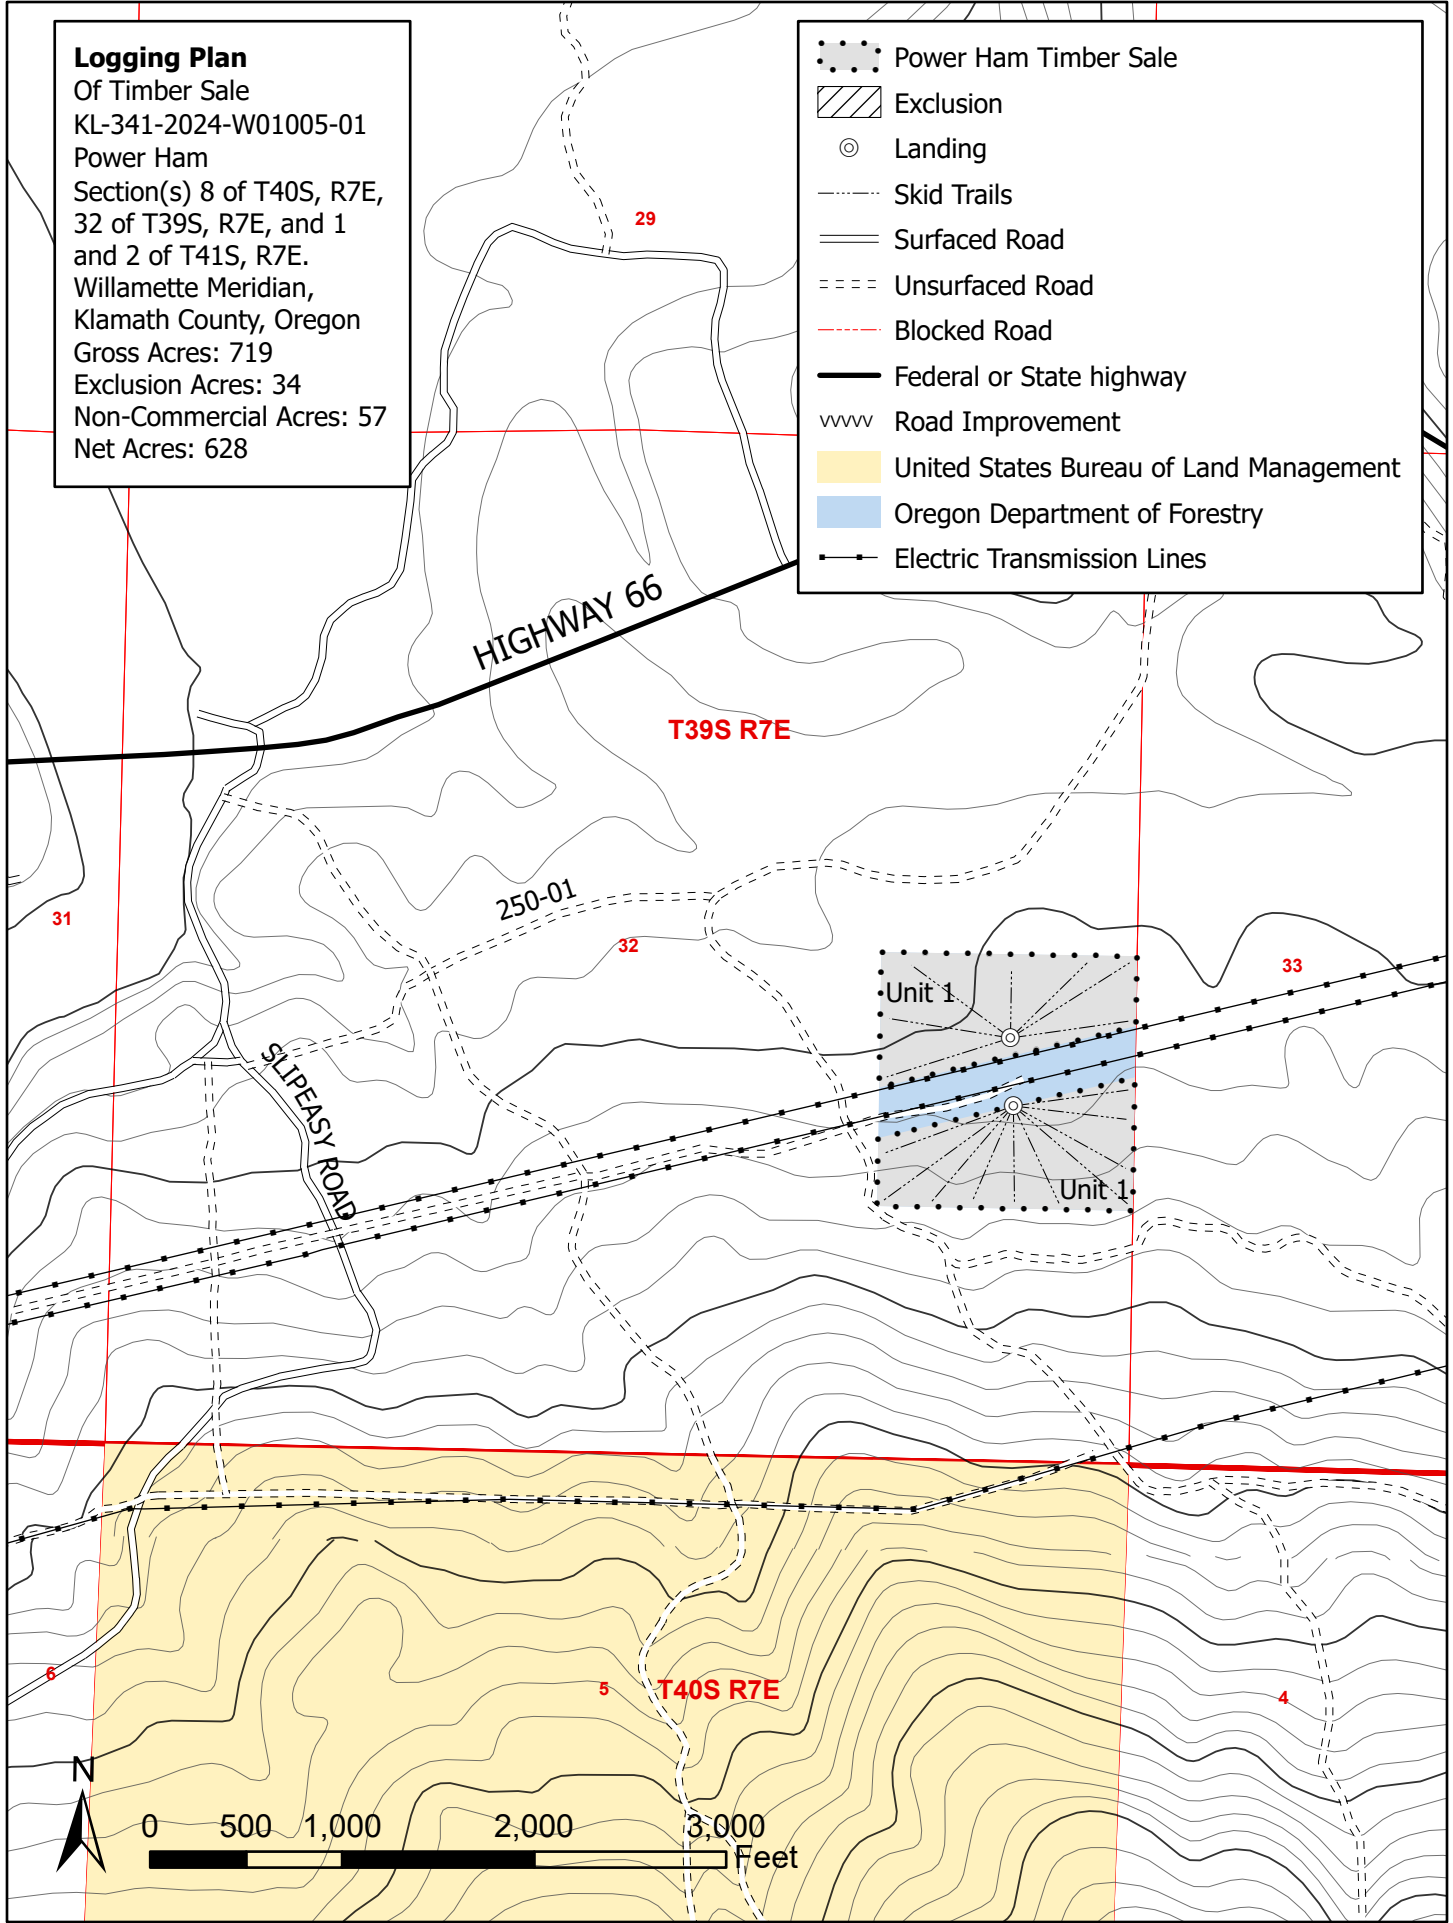 Logging Plan
Of Timber Sale
KL-341-2024-W01005-01
Power Ham
Section(s) 8 of T40S, R7E,
32 of T39S, R7E, and 1
and 2 of T41S, R7E.
Willamette Meridian,
Klamath County, Oregon
Gross Acres: 719
Exclusion Acres: 34
Non-Commercial Acres: 57
Net Acres: 628
Power Ham Timber Sale
Exclusion
Landing
Skid Trails
Surfaced Road
Unsurfaced Road
Blocked Road
Federal or State highway
Road Improvement
United States Bureau of Land Management
Oregon Department of Forestry
Electric Transmission Lines
29
HIGHWAY 66
T39S R7E
250-01
31
32
33
Unit 1
SLIPEASY ROAD
Unit 1
6
5
T40S R7E
4
N
0 500 1,000 2,000 3,000
Feet